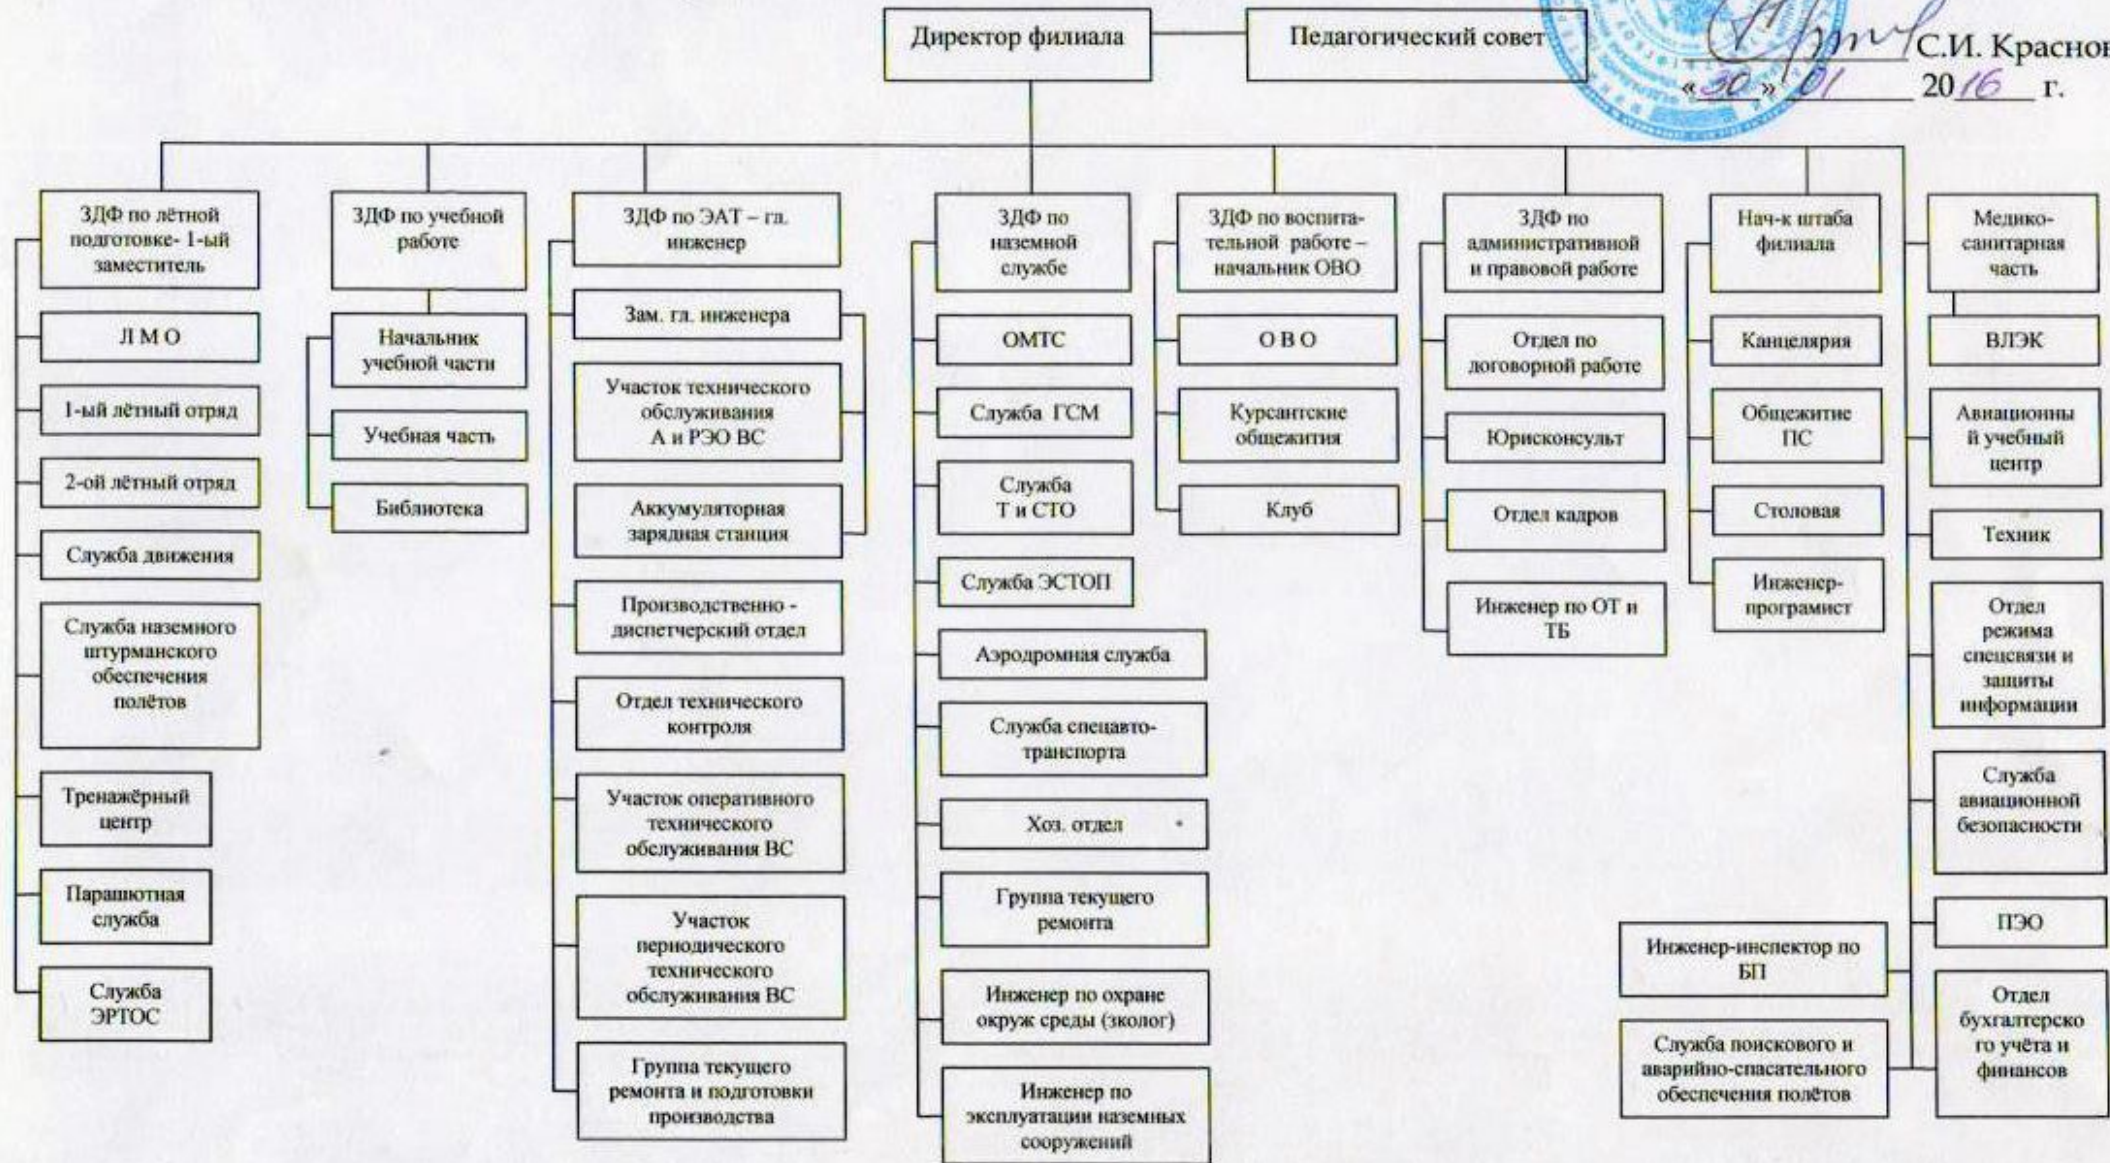 Директор филиала
Педагогический совет
С.И. Краснов
«30» 01 2016 г.
ЗДФ по лётной
подготовке- 1-ый
заместитель
Л М О
1-ый лётный отряд
2-ой лётный отряд
Служба движения
Служба наземного
штурманского
обеспечения
полётов
Тренажёрный
центр
Парашютная
служба
Служба
ЭРТОС
ЗДФ по учебной
работе
Начальник
учебной части
Учебная часть
Библиотека
ЗДФ по ЭАТ – гл.
инженер
Зам. гл. инженера
Участок технического
обслуживания
А и РЭО ВС
Аккумуляторная
зарядная станция
Производственно -
диспетчерский отдел
Отдел технического
контроля
Участок оперативного
технического
обслуживания ВС
Участок
периодического
технического
обслуживания ВС
Группа текущего
ремонта и подготовки
производства
ЗДФ по
наземной
службе
ОМТС
Служба ГСМ
Служба
Т и СТО
Служба ЭСТОП
Аэродромная служба
Служба спецавто-
транспорта
Хоз. отдел
Группа текущего
ремонта
Инженер по охране
окруж среды (зколог)
Инженер по
эксплуатации наземных
сооружений
ЗДФ по воспита-
тельной работе –
начальник ОВО
О В О
Курсантские
общежития
Клуб
ЗДФ по
административной
и правовой работе
Отдел по
договорной работе
Юрисконсульт
Отдел кадров
Инженер по ОТ и
ТБ
Нач-к штаба
филиала
Канцелярия
Общежитие
ПС
Столовая
Инженер-
програмист
Медико-
санитарная
часть
ВЛЭК
Авиационны
й учебный
центр
Техник
Отдел
режима
спецсвязи и
защиты
информации
Служба
авиационной
безопасности
ПЭО
Отдел
бухгалтерско
го учёта и
финансов
Инженер-инспектор по
БП
Служба поискового и
аварийно-спасательного
обеспечения полётов